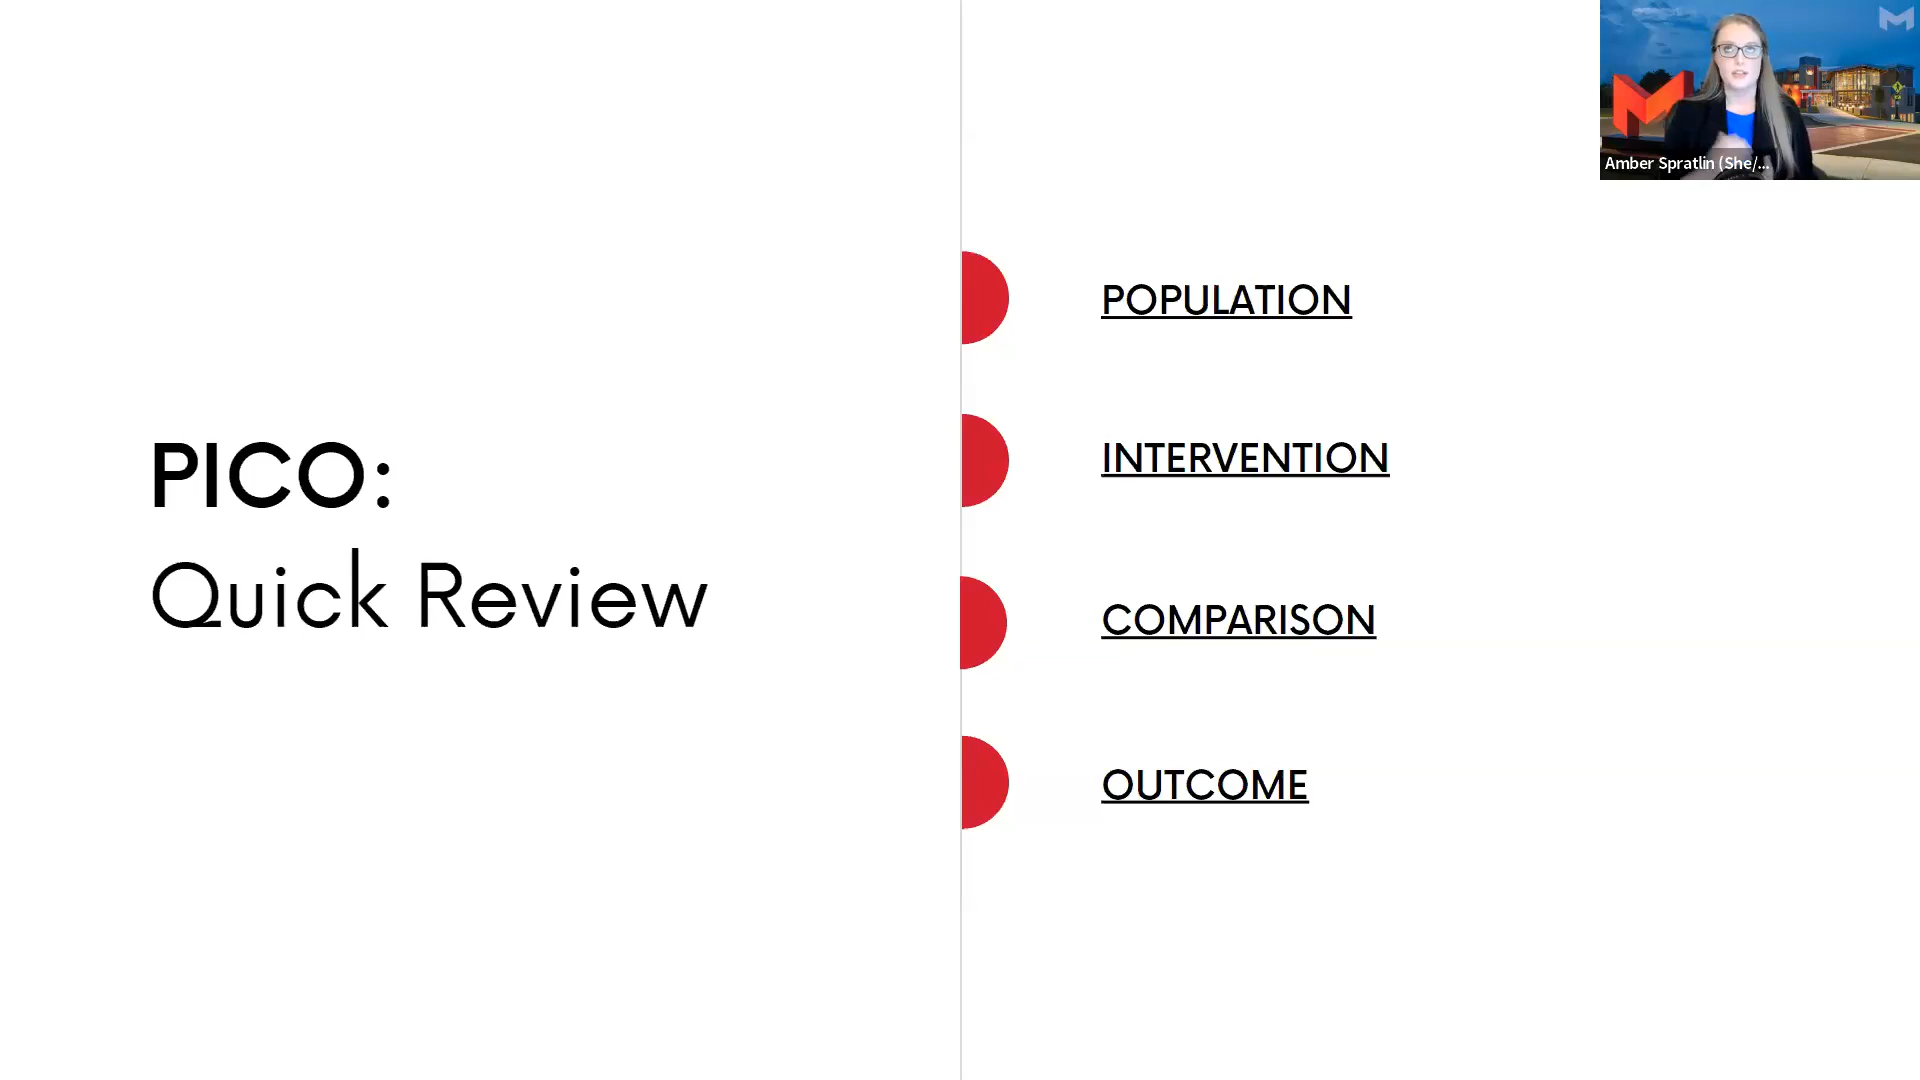 PICO:
Quick Review
POPULATION
INTERVENTION
COMPARISON
OUTCOME
Amber Spratlin (She/...